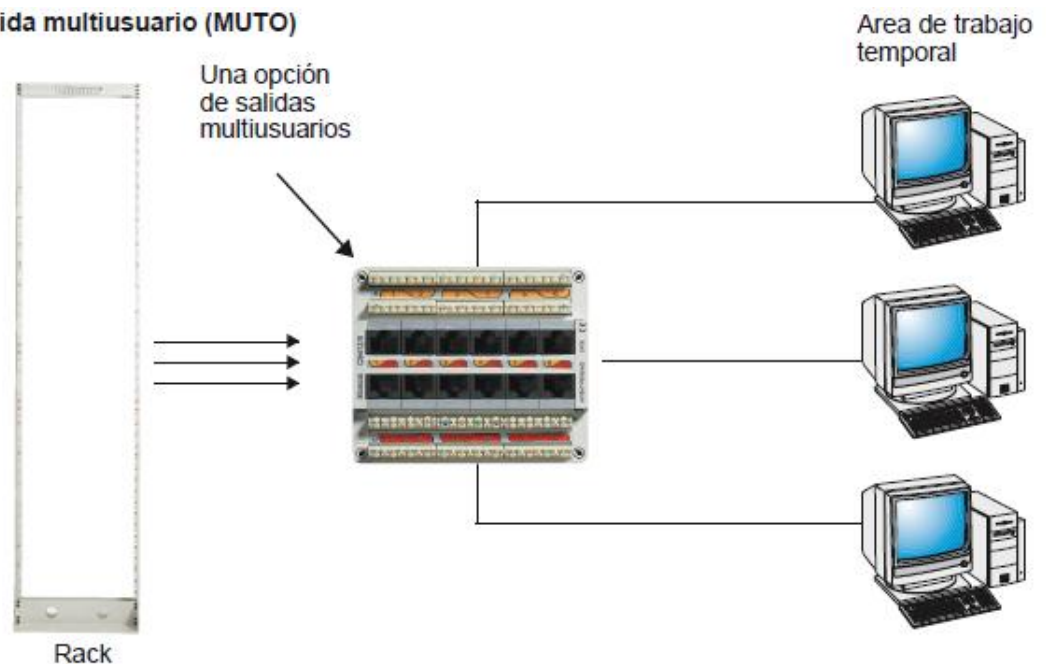 ida multiusuario (MUTO)
Area de trabajo
temporal
Una opción
de salidas
multiusuarios
Rack